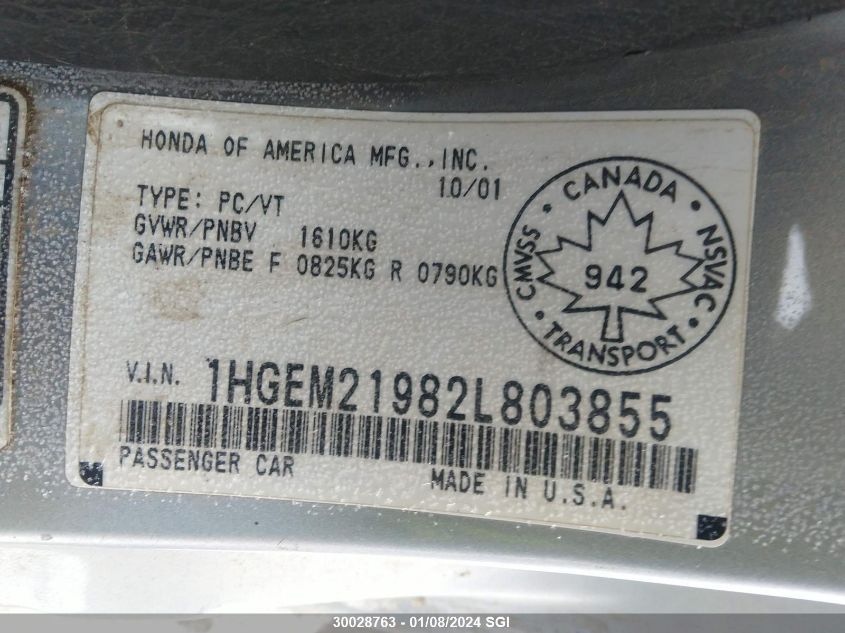 HONDA OF AMERICA MFG., INC.
10/01
TYPE: PC/VT
GVWR/PNBV 1610KG
GAWR/PNBE F 0825KG R 0790KG
CANADA
CMVSS
942
NSVAC
TRANSPORT
V.I.N. 1HGEM21982L803855
PASSENGER CAR
MADE IN U.S.A.
30028763 - 01/08/2024 SGI